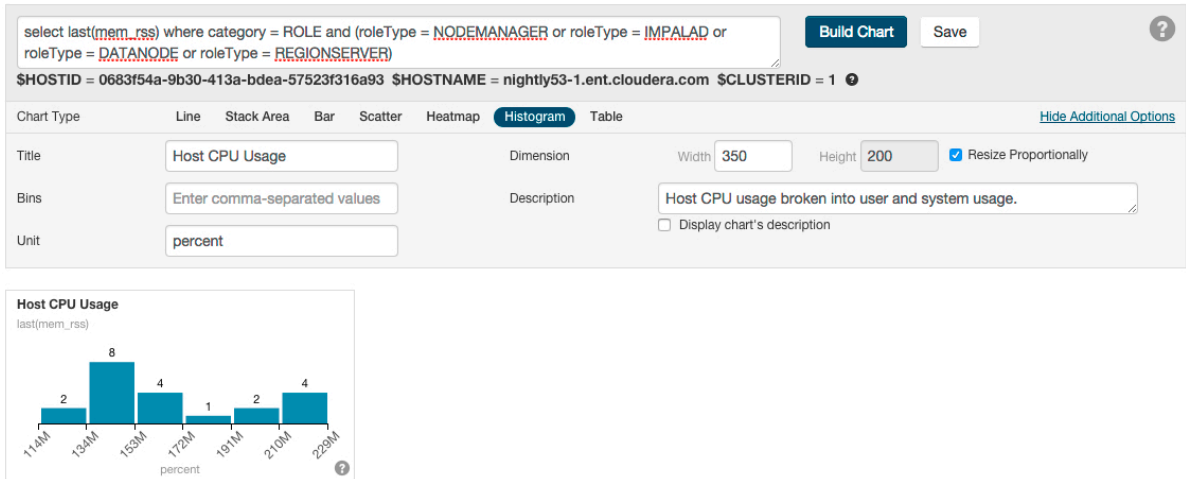 select last(mem_rss) where category = ROLE and (roleType = NODEMANAGER or roleType = IMPALAD or
roleType = DATANODE or roleType = REGIONSERVER)
Build Chart
Save
?
$HOSTID = 0683f54a-9b30-413a-bdea-57523f316a93 $HOSTNAME = nightly53-1.ent.cloudera.com $CLUSTERID = 1 ?
Chart Type Line Stack Area Bar Scatter Heatmap Histogram Table Hide Additional Options
Title Host CPU Usage Dimension Width 350 Height 200 Resize Proportionally
Bins Enter comma-separated values Description Host CPU usage broken into user and system usage.
Display chart's description
Unit percent
Host CPU Usage
last(mem_rss)
2 8 4 1 2 4
114M 134M 153M 172M 191M 210M 229M
percent ?